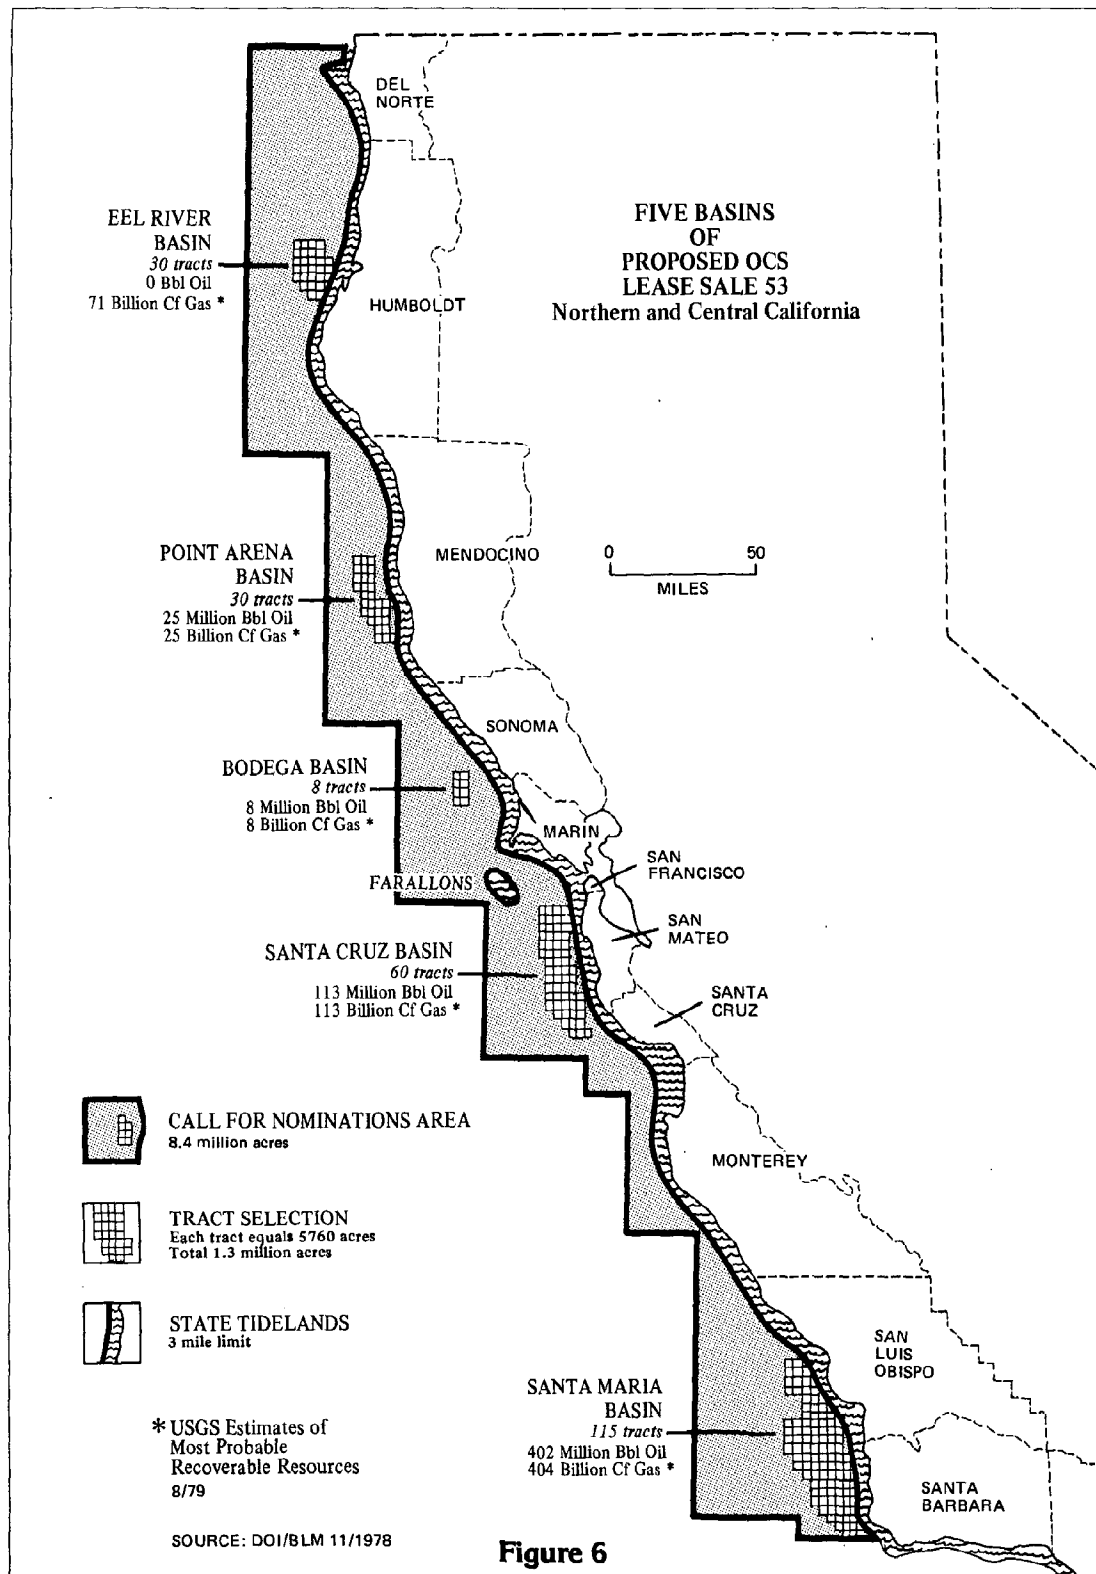 DEL
NORTE
EEL RIVER
BASIN
30 tracts
0 Bbl Oil
71 Billion Cf Gas *
FIVE BASINS
OF
PROPOSED OCS
LEASE SALE 53
Northern and Central California
HUMBOLDT
POINT ARENA
BASIN
30 tracts
25 Million Bbl Oil
25 Billion Cf Gas *
MENDOCINO
0 50
MILES
SONOMA
BODEGA BASIN
8 tracts
8 Million Bbl Oil
8 Billion Cf Gas *
MARIN
SAN
FRANCISCO
FARALLONS
SAN
MATEO
SANTA CRUZ BASIN
60 tracts
113 Million Bbl Oil
113 Billion Cf Gas *
SANTA
CRUZ
CALL FOR NOMINATIONS AREA
8.4 million acres
MONTEREY
TRACT SELECTION
Each tract equals 5760 acres
Total 1.3 million acres
STATE TIDELANDS
3 mile limit
SAN
LUIS
OBISPO
SANTA MARIA
BASIN
115 tracts
402 Million Bbl Oil
404 Billion Cf Gas *
* USGS Estimates of
Most Probable
Recoverable Resources
8/79
SANTA
BARBARA
SOURCE: DOI/BLM 11/1978
Figure 6